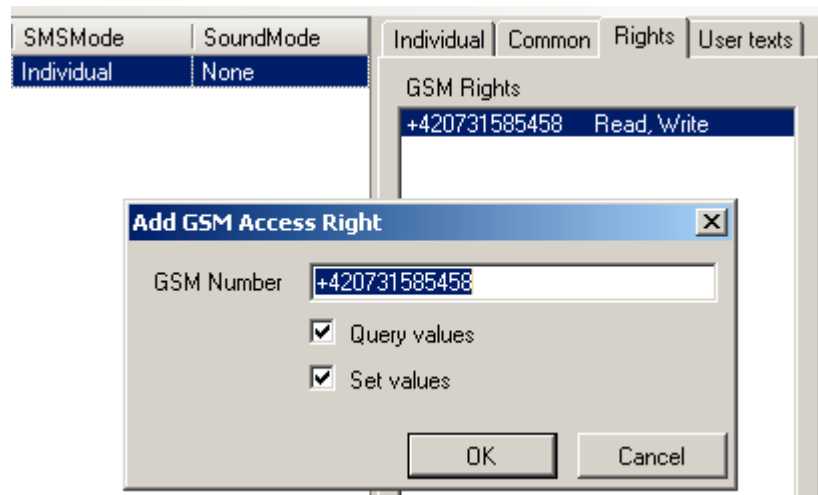 SMSMode SoundMode Individual Common Rights User texts
Individual None
GSM Rights
+420731585458 Read, Write
Add GSM Access Right
GSM Number +420731585458
Query values
Set values
OK Cancel